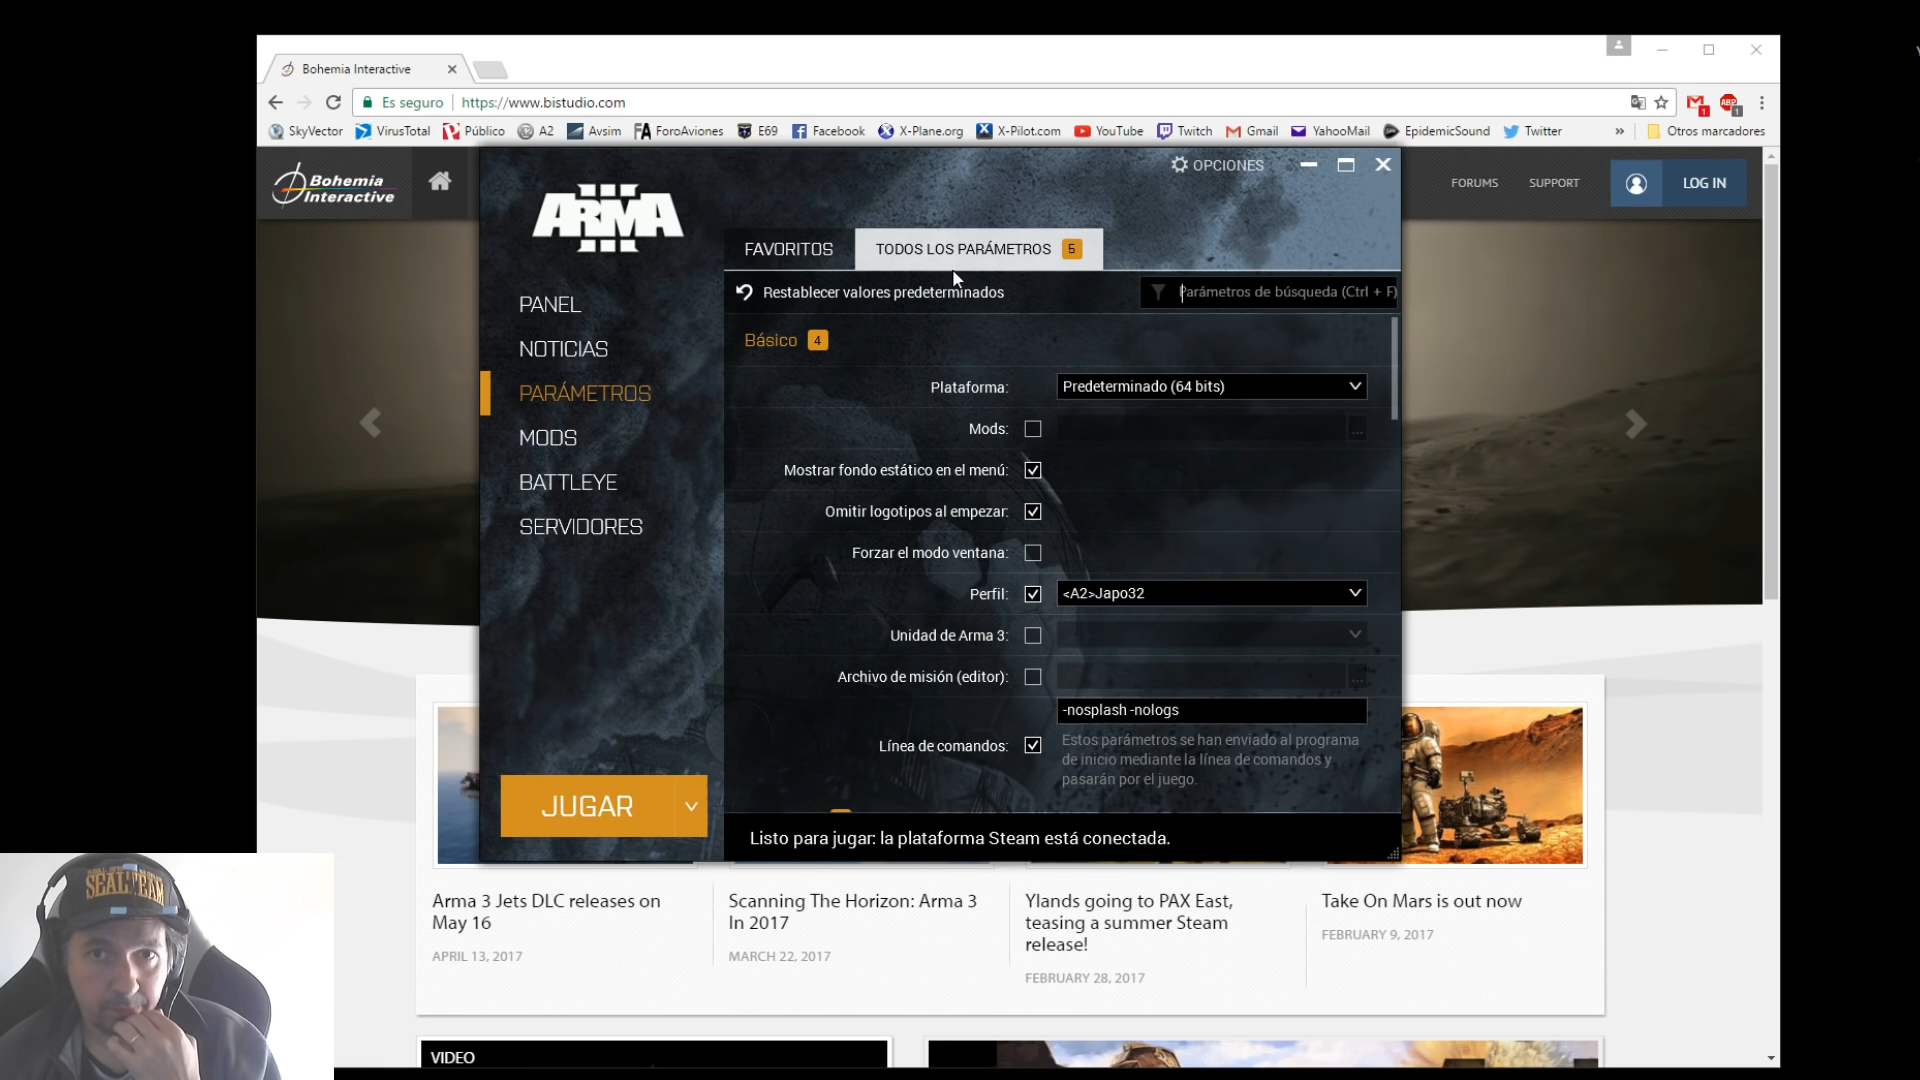 Bohemia Interactive
Es seguro
https://www.bistudio.com
SkyVector
VirusTotal
Público
A2
Avsim
FA ForoAviones
E69
Facebook
X-Plane.org
X-Pilot.com
YouTube
Twitch
Gmail
YahooMail
EpidemicSound
Twitter
»
Otros marcadores
Bohemia
Interactive
FORUMS
SUPPORT
LOG IN
OPCIONES
ARMA
III
FAVORITOS
TODOS LOS PARÁMETROS 5
Restablecer valores predeterminados
Parámetros de búsqueda (Ctrl + F)
PANEL
NOTICIAS
PARÁMETROS
MODS
BATTLEYE
SERVIDORES
JUGAR
Básico 4
Plataforma:
Predeterminado (64 bits)
Mods:
...
Mostrar fondo estático en el menú:
Omitir logotipos al empezar:
Forzar el modo ventana:
Perfil:
<A2>Japo32
Unidad de Arma 3:
Archivo de misión (editor):
...
-nosplash -nologs
Línea de comandos:
Estos parámetros se han enviado al programa
de inicio mediante la línea de comandos y
pasarán por el juego.
Listo para jugar: la plataforma Steam está conectada.
SEAL TEAM
Arma 3 Jets DLC releases on
May 16
APRIL 13, 2017
Scanning The Horizon: Arma 3
In 2017
MARCH 22, 2017
Ylands going to PAX East,
teasing a summer Steam
release!
FEBRUARY 28, 2017
Take On Mars is out now
FEBRUARY 9, 2017
VIDEO